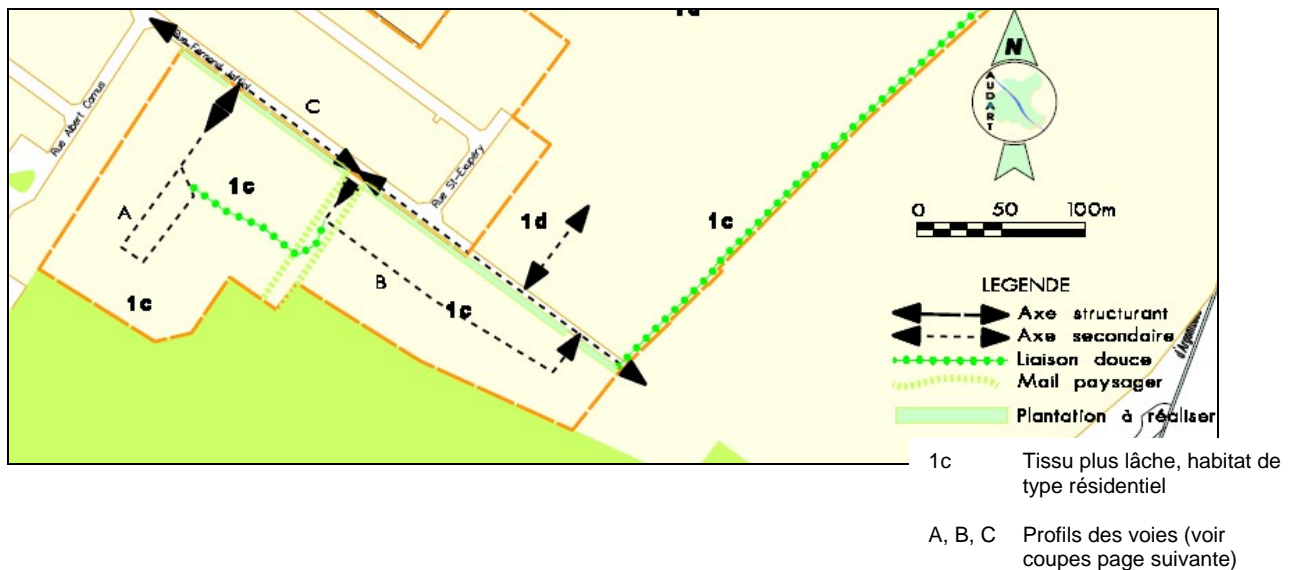 N
AUDART
0 50 100m
Rue Albert Camus
C
Rue St-Exupéry
1c
A
1d
1c
B
1c
1c
LEGENDE
Axe structurant
Axe secondaire
Liaison douce
Mail paysager
Plantation à réaliser
d'Argenteuil
1c Tissu plus lâche, habitat de
type résidentiel
A, B, C Profils des voies (voir
coupes page suivante)